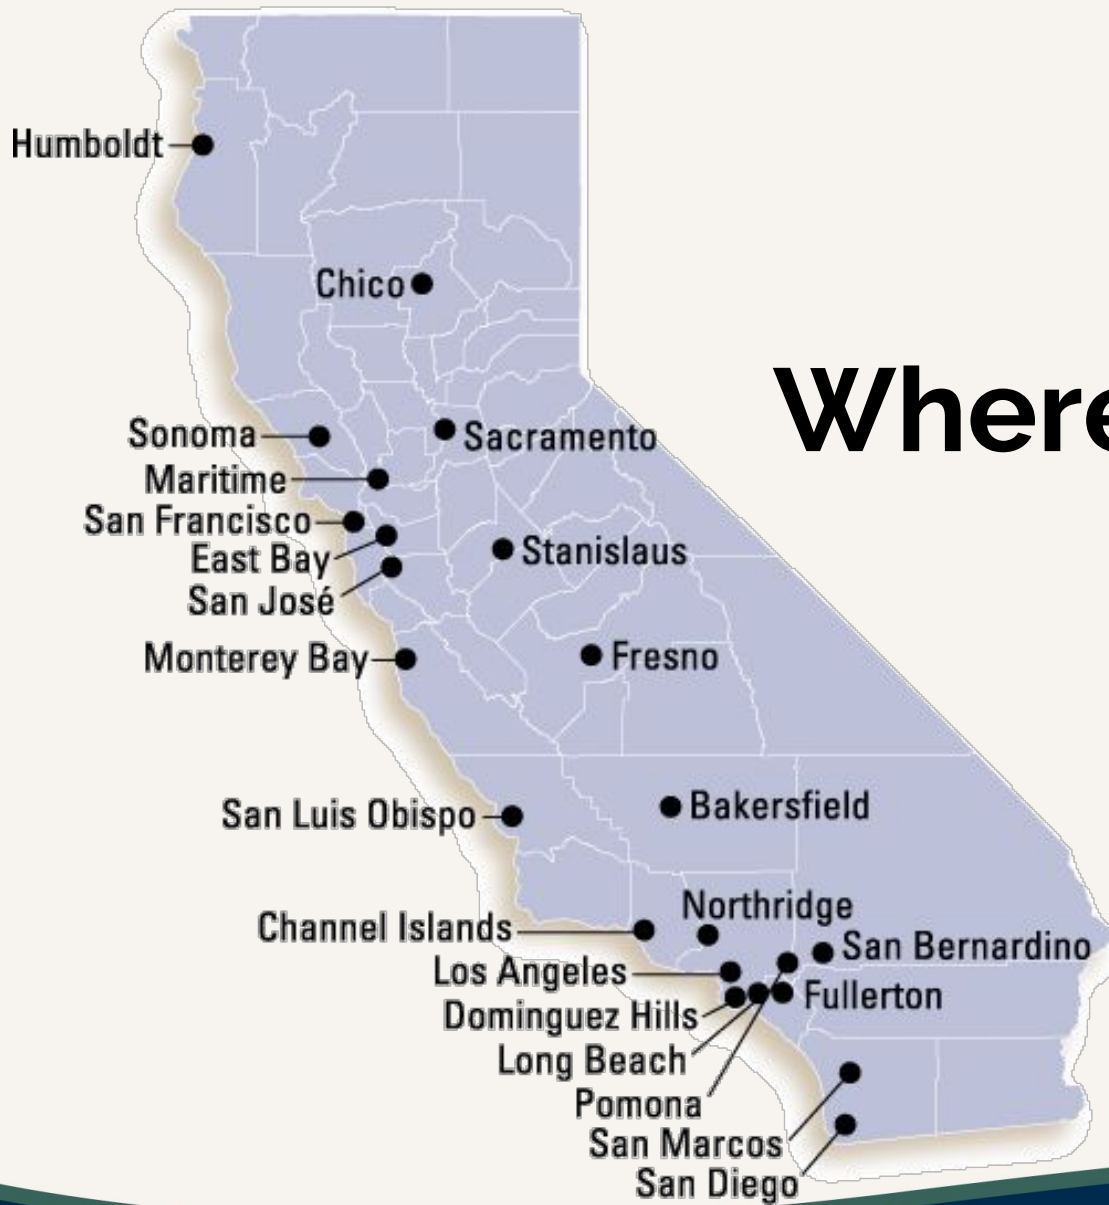 Humboldt
Chico
Where
Sonoma
Sacramento
Maritime
San Francisco
East Bay
Stanislaus
San José
Monterey Bay
Fresno
San Luis Obispo
Bakersfield
Northridge
Channel Islands
San Bernardino
Los Angeles
Fullerton
Dominguez Hills
Long Beach
Pomona
San Marcos
San Diego